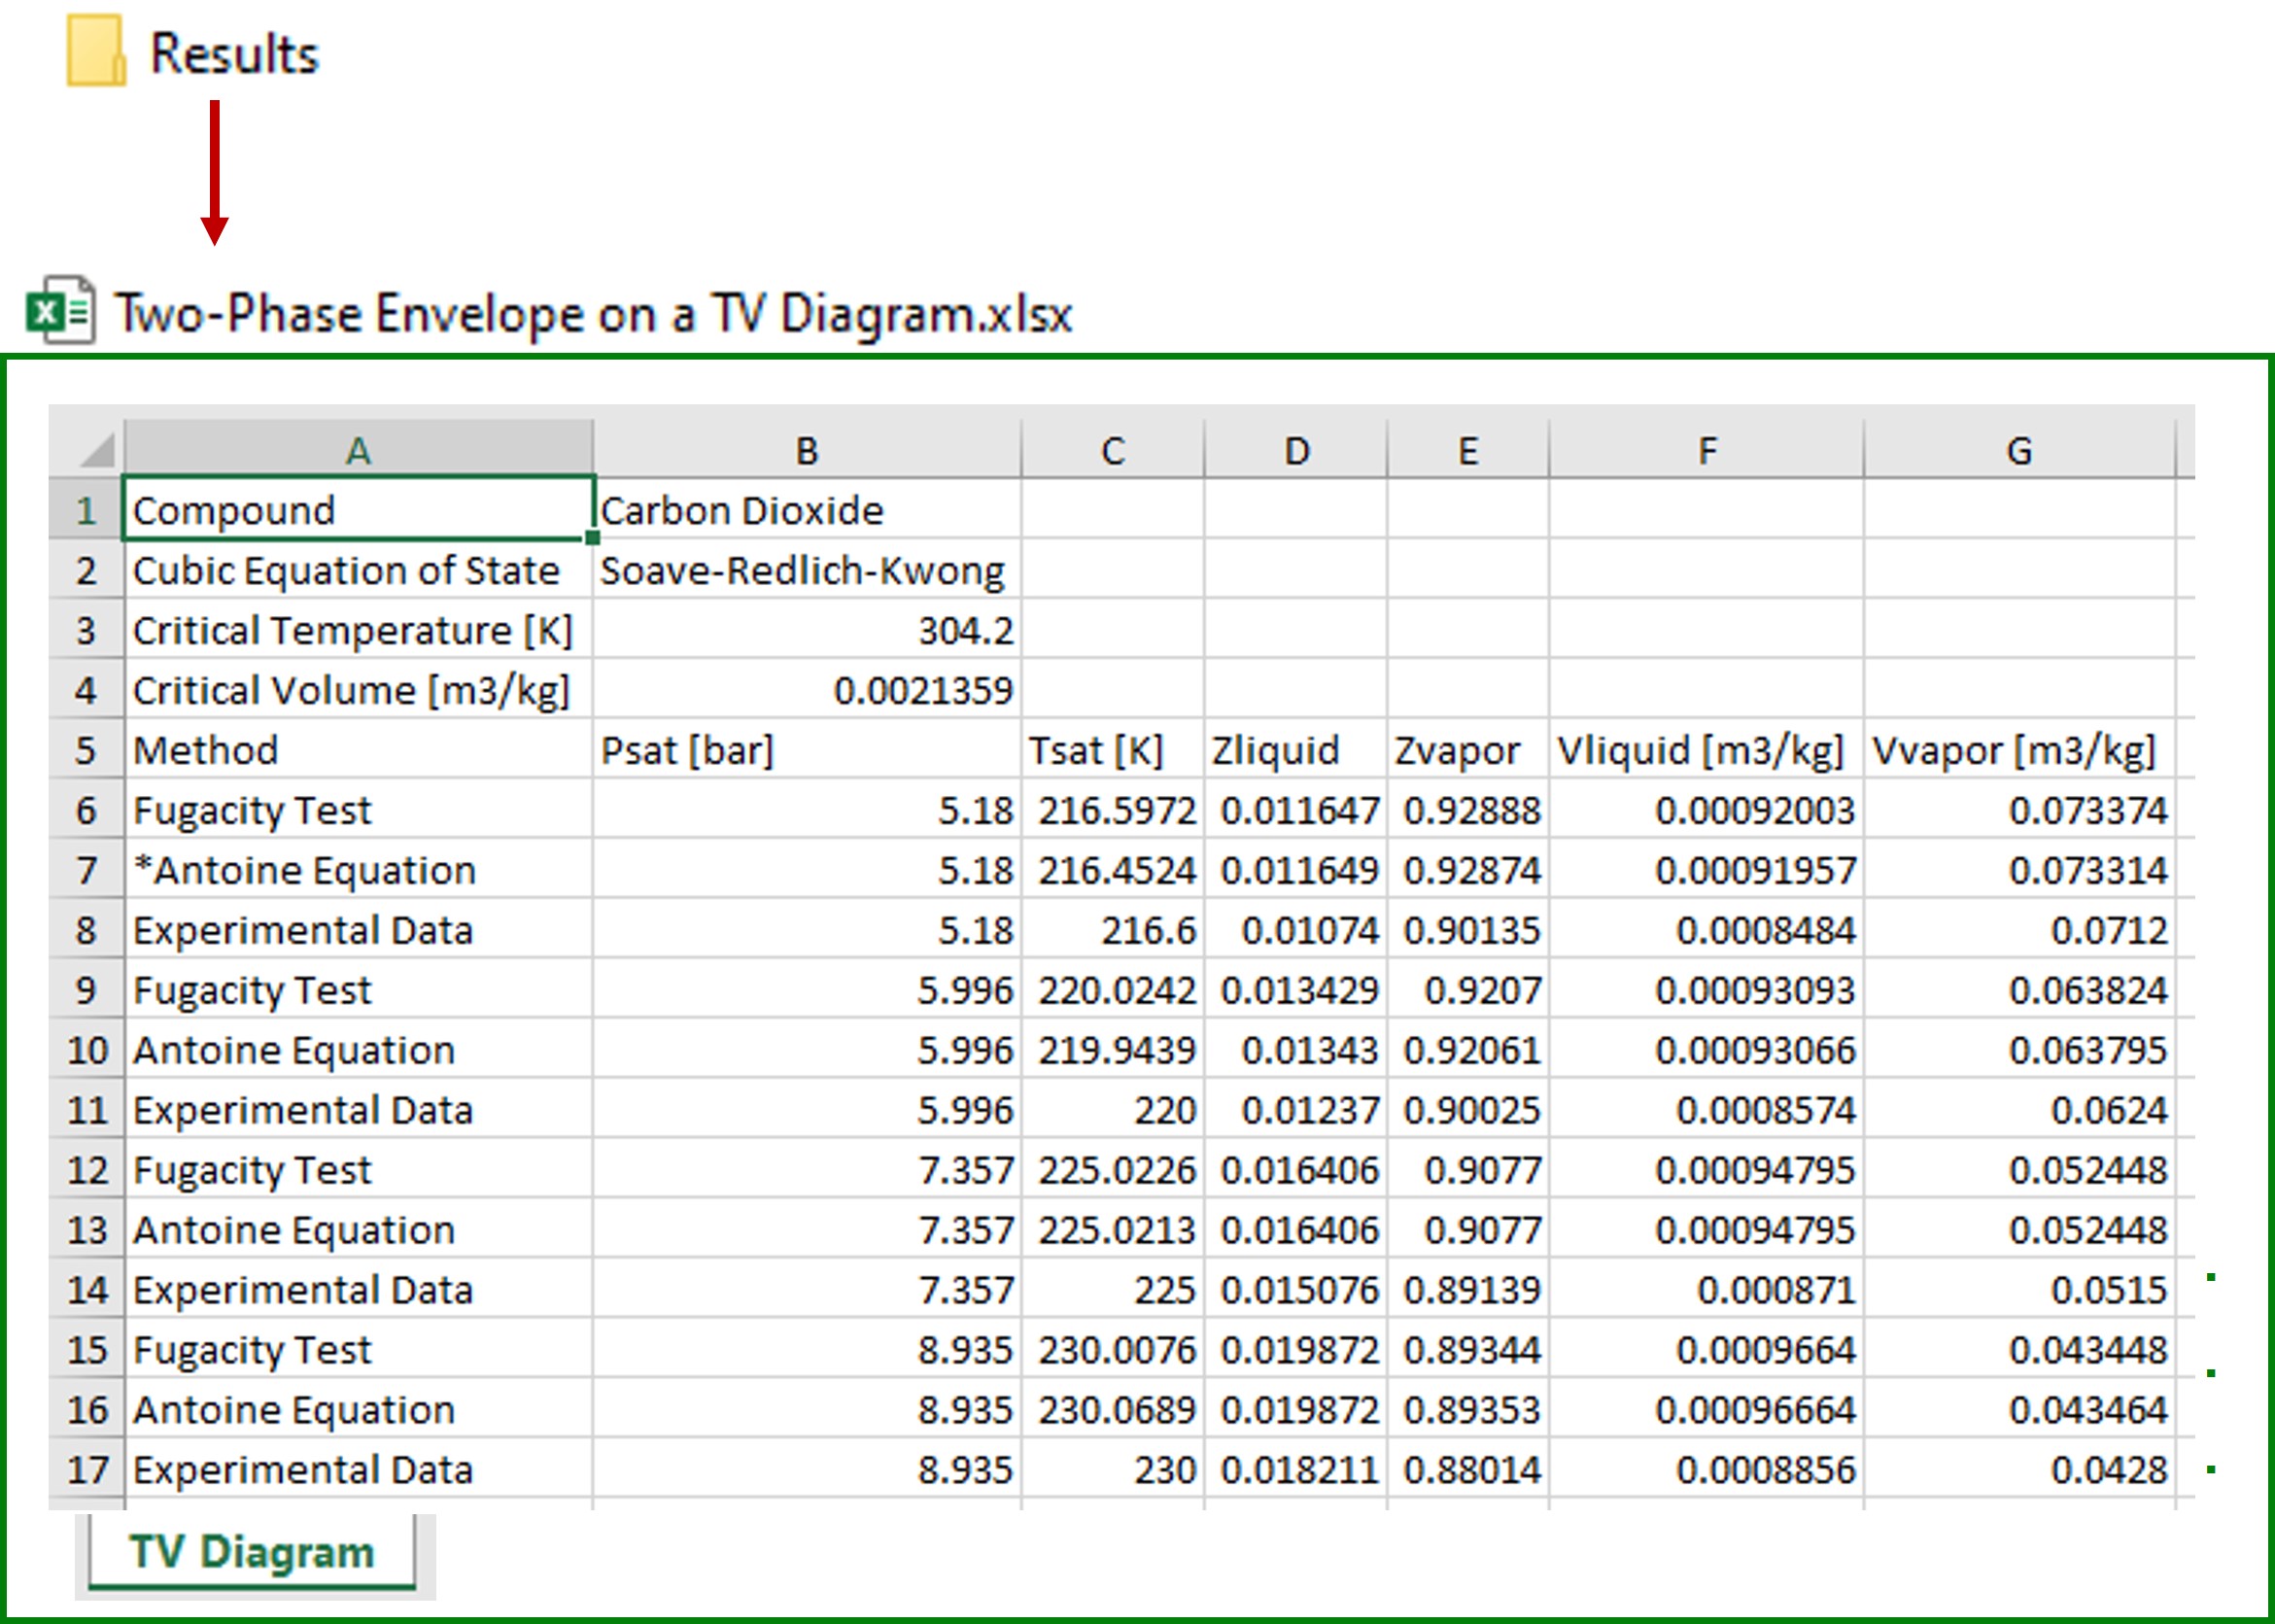 Results
Two-Phase Envelope on a TV Diagram.xlsx
A B C D E F G
1 Compound Carbon Dioxide
2 Cubic Equation of State Soave-Redlich-Kwong
3 Critical Temperature [K] 304.2
4 Critical Volume [m3/kg] 0.0021359
5 Method Psat [bar] Tsat [K] Zliquid Zvapor Vliquid [m3/kg] Vvapor [m3/kg]
6 Fugacity Test 5.18 216.5972 0.011647 0.92888 0.00092003 0.073374
7 *Antoine Equation 5.18 216.4524 0.011649 0.92874 0.00091957 0.073314
8 Experimental Data 5.18 216.6 0.01074 0.90135 0.0008484 0.0712
9 Fugacity Test 5.996 220.0242 0.013429 0.9207 0.00093093 0.063824
10 Antoine Equation 5.996 219.9439 0.01343 0.92061 0.00093066 0.063795
11 Experimental Data 5.996 220 0.01237 0.90025 0.0008574 0.0624
12 Fugacity Test 7.357 225.0226 0.016406 0.9077 0.00094795 0.052448
13 Antoine Equation 7.357 225.0213 0.016406 0.9077 0.00094795 0.052448
14 Experimental Data 7.357 225 0.015076 0.89139 0.000871 0.0515
15 Fugacity Test 8.935 230.0076 0.019872 0.89344 0.0009664 0.043448
16 Antoine Equation 8.935 230.0689 0.019872 0.89353 0.00096664 0.043464
17 Experimental Data 8.935 230 0.018211 0.88014 0.0008856 0.0428
TV Diagram